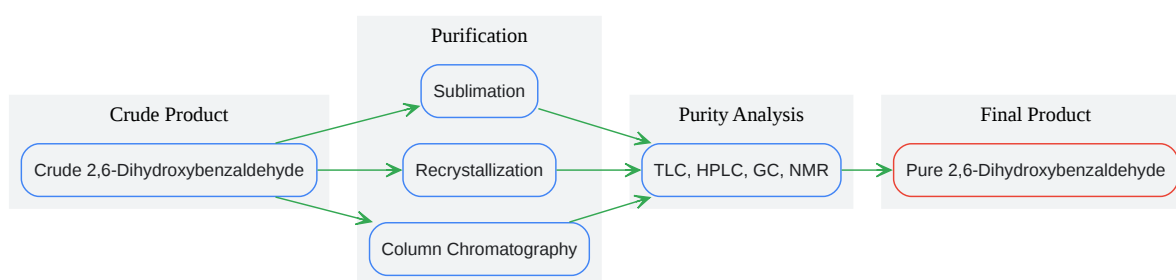 Crude Product
Crude 2,6-Dihydroxybenzaldehyde
Purification
Sublimation
Recrystallization
Column Chromatography
Purity Analysis
TLC, HPLC, GC, NMR
Final Product
Pure 2,6-Dihydroxybenzaldehyde